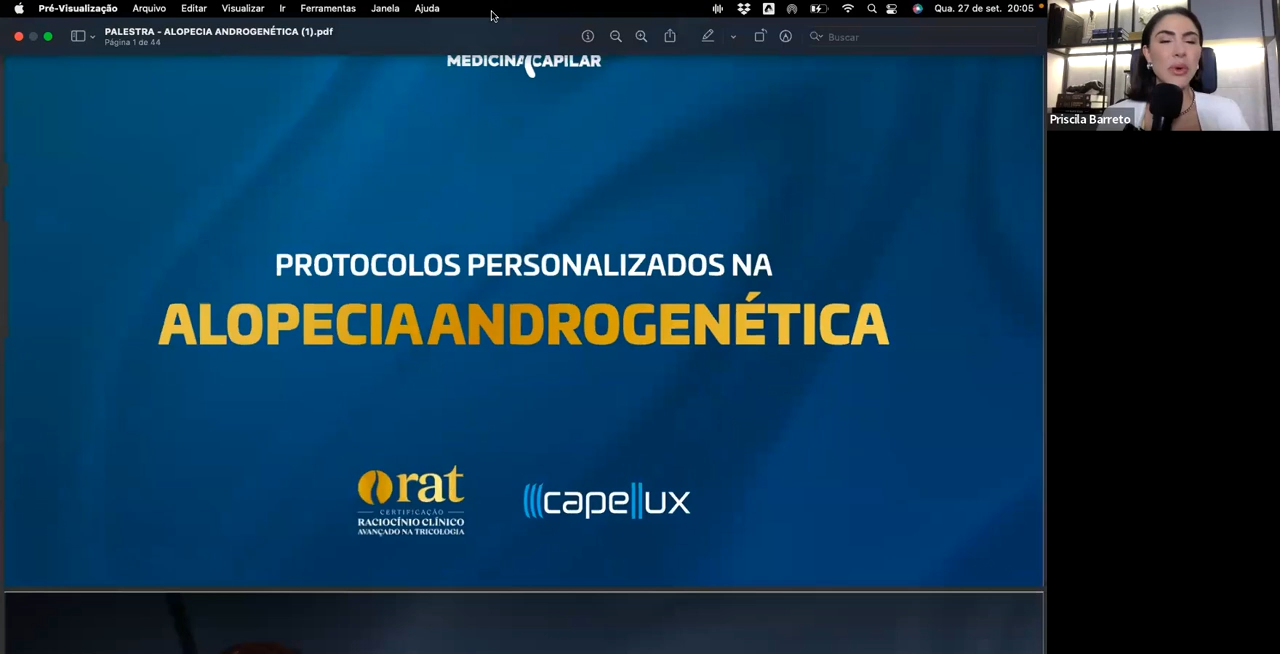 Pré-Visualização Arquivo Editar Visualizar Ir Ferramentas Janela Ajuda
Qua. 27 de set. 20:05
PALESTRA - ALOPECIA ANDROGENÉTICA (1).pdf
Página 1 de 44
Buscar
MEDICINA CAPILAR
Priscila Barreto
PROTOCOLOS PERSONALIZADOS NA
ALOPECIA ANDROGENÉTICA
rat
CERTIFICAÇÃO
RACIOCÍNIO CLÍNICO
AVANÇADO NA TRICOLOGIA
capellux